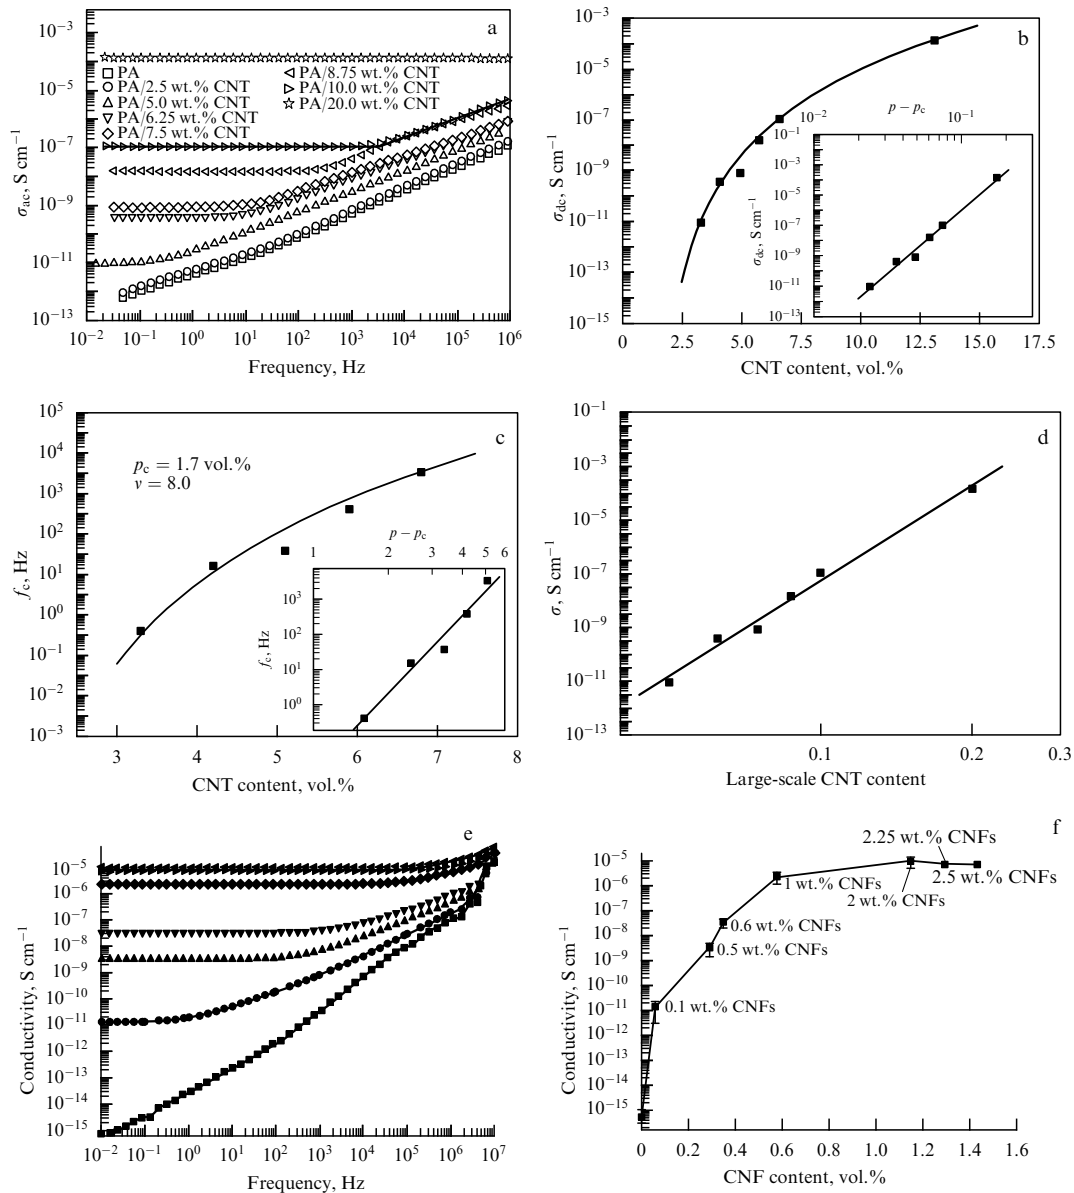 a
10⁻³
10⁻⁴
10⁻⁵
10⁻⁷
10⁻⁹
10⁻¹¹
10⁻¹³
σac, S cm⁻¹
PA
PA/2.5 wt.% CNT
PA/5.0 wt.% CNT
PA/6.25 wt.% CNT
PA/7.5 wt.% CNT
PA/8.75 wt.% CNT
PA/10.0 wt.% CNT
PA/20.0 wt.% CNT
10⁻² 10⁻¹ 10⁰ 10¹ 10² 10³ 10⁴ 10⁵ 10⁶
Frequency, Hz
b
10⁻³
10⁻⁵
10⁻⁷
10⁻⁹
10⁻¹¹
10⁻¹³
10⁻¹⁵
σdc, S cm⁻¹
0 2.5 5.0 7.5 10.0 12.5 15.0 17.5
CNT content, vol.%
p − pc
10⁻² 10⁻¹
10⁻¹
10⁻³
10⁻⁴
10⁻⁵
10⁻⁷
10⁻⁹
10⁻¹¹
10⁻¹³
σdc, S cm⁻¹
c
10⁵
10⁴
10³
10²
10¹
10⁰
10⁻¹
10⁻²
10⁻³
fc, Hz
pc = 1.7 vol.%
ν = 8.0
3 4 5 6 7 8
CNT content, vol.%
p − pc
1 2 3 4 5 6
10³
10²
10¹
10⁰
fc, Hz
d
10⁻¹
10⁻³
10⁻⁵
10⁻⁷
10⁻⁹
10⁻¹¹
10⁻¹³
σ, S cm⁻¹
0.1 0.2 0.3
Large-scale CNT content
e
10⁻⁵
10⁻⁶
10⁻⁷
10⁻⁸
10⁻⁹
10⁻¹⁰
10⁻¹¹
10⁻¹²
10⁻¹³
10⁻¹⁴
10⁻¹⁵
Conductivity, S cm⁻¹
10⁻² 10⁻¹ 10⁰ 10¹ 10² 10³ 10⁴ 10⁵ 10⁶ 10⁷
Frequency, Hz
f
10⁻⁵
10⁻⁶
10⁻⁷
10⁻⁸
10⁻⁹
10⁻¹⁰
10⁻¹¹
10⁻¹²
10⁻¹³
10⁻¹⁴
10⁻¹⁵
Conductivity, S cm⁻¹
2.25 wt.% CNFs
2.5 wt.% CNFs
1 wt.% CNFs
2 wt.% CNFs
0.6 wt.% CNFs
0.5 wt.% CNFs
0.1 wt.% CNFs
0 0.2 0.4 0.6 0.8 1.0 1.2 1.4 1.6
CNF content, vol.%